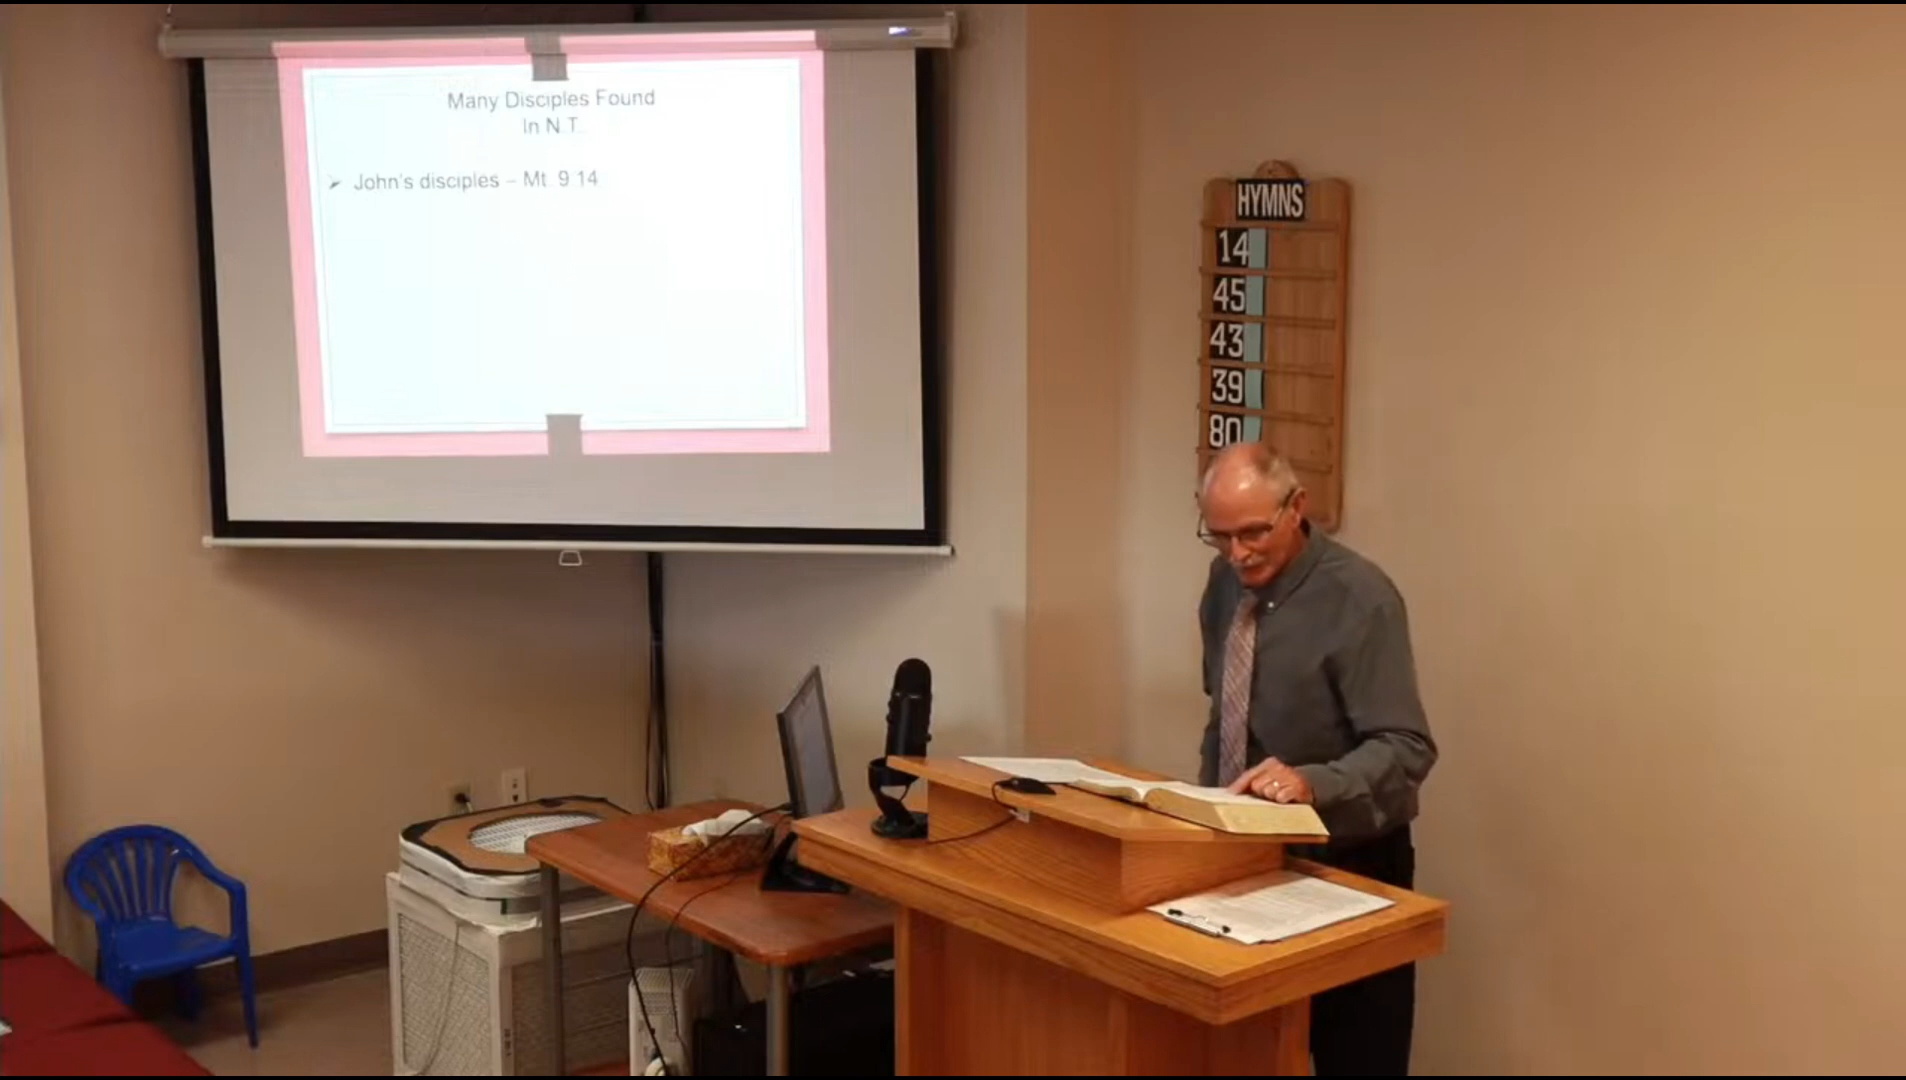 Many Disciples Found
In N.T.
➢ John's disciples – Mt. 9:14
HYMNS
14
45
43
39
80